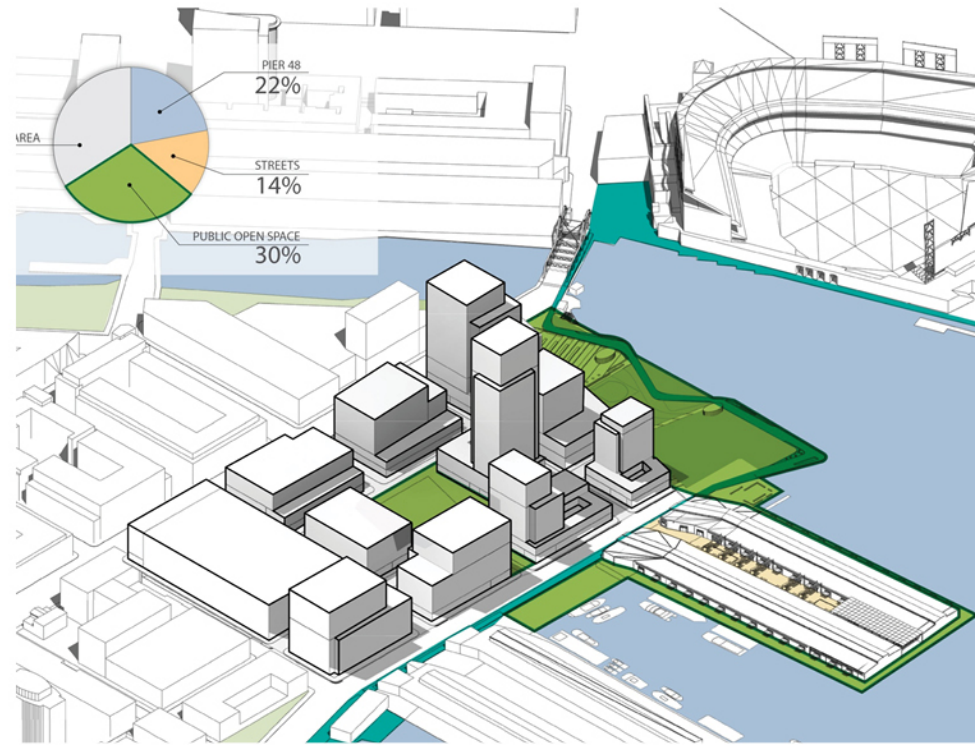 PIER 48
22%
AREA
STREETS
14%
PUBLIC OPEN SPACE
30%